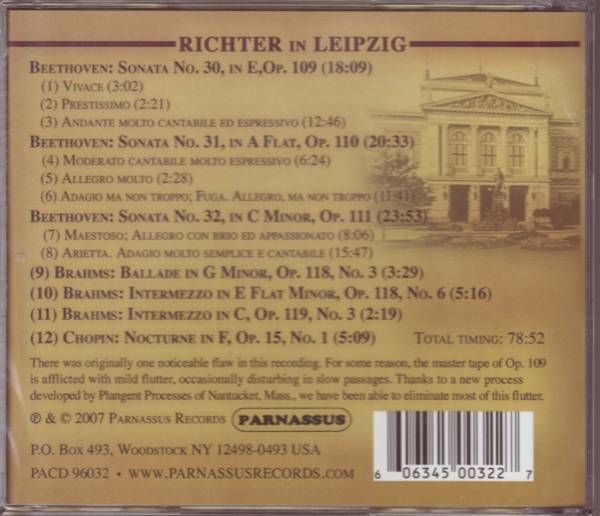 RICHTER IN LEIPZIG
BEETHOVEN: SONATA NO. 30, IN E,OP. 109 (18:09)
(1) VIVACE (3:02)
(2) PRESTISSIMO (2:21)
(3) ANDANTE MOLTO CANTABILE ED ESPRESSIVO (12:46)
BEETHOVEN: SONATA NO. 31, IN A FLAT, OP. 110 (20:33)
(4) MODERATO CANTABILE MOLTO ESPRESSIVO (6:24)
(5) ALLEGRO MOLTO (2:28)
(6) ADAGIO MA NON TROPPO; FUGA. ALLEGRO, MA NON TROPPO (11:41)
BEETHOVEN: SONATA NO. 32, IN C MINOR, OP. 111 (23:53)
(7) MAESTOSO; ALLEGRO CON BRIO ED APPASSIONATO (8:06)
(8) ARIETTA. ADAGIO MOLTO SEMPLICE E CANTABILE (15:47)
(9) BRAHMS: BALLADE IN G MINOR, OP. 118, NO. 3 (3:29)
(10) BRAHMS: INTERMEZZO IN E FLAT MINOR, OP. 118, NO. 6 (5:16)
(11) BRAHMS: INTERMEZZO IN C, OP. 119, NO. 3 (2:19)
(12) CHOPIN: NOCTURNE IN F, OP. 15, NO. 1 (5:09) TOTAL TIMING: 78:52
There was originally one noticeable flaw in this recording. For some reason, the master tape of Op. 109
is afflicted with mild flutter, occasionally disturbing in slow passages. Thanks to a new process
developed by Plangent Processes of Nantucket, Mass., we have been able to eliminate most of this flutter.
℗ & © 2007 PARNASSUS RECORDS PARNASSUS
P.O. BOX 493, WOODSTOCK NY 12498-0493 USA
PACD 96032 • WWW.PARNASSUSRECORDS.COM
6 06345 00322 7